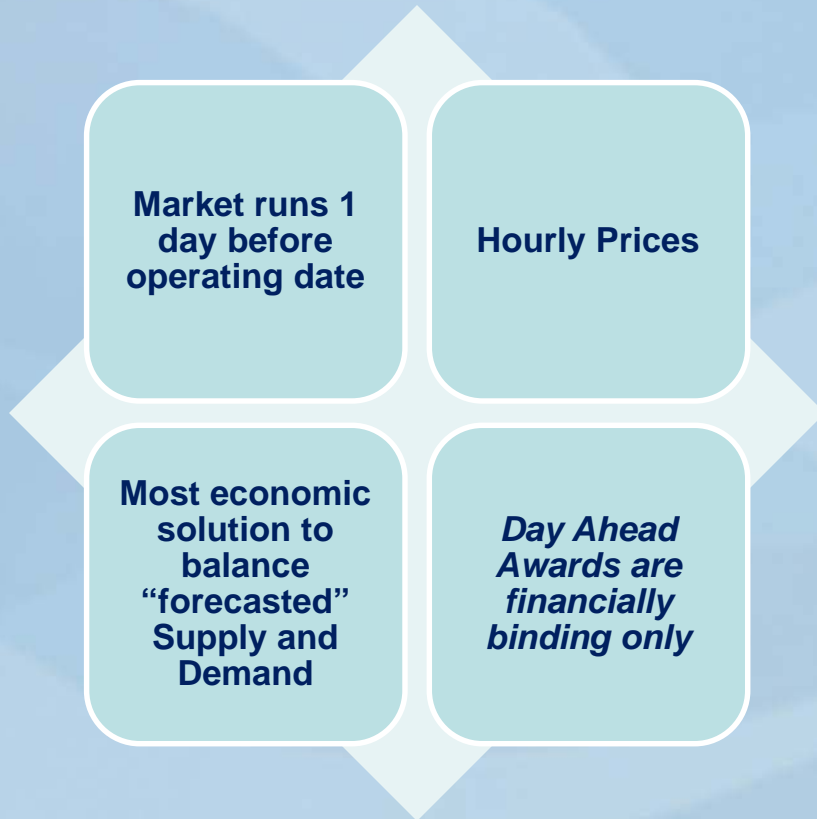 Market runs 1
day before
operating date
Hourly Prices
Most economic
solution to
balance
“forecasted”
Supply and
Demand
Day Ahead
Awards are
financially
binding only